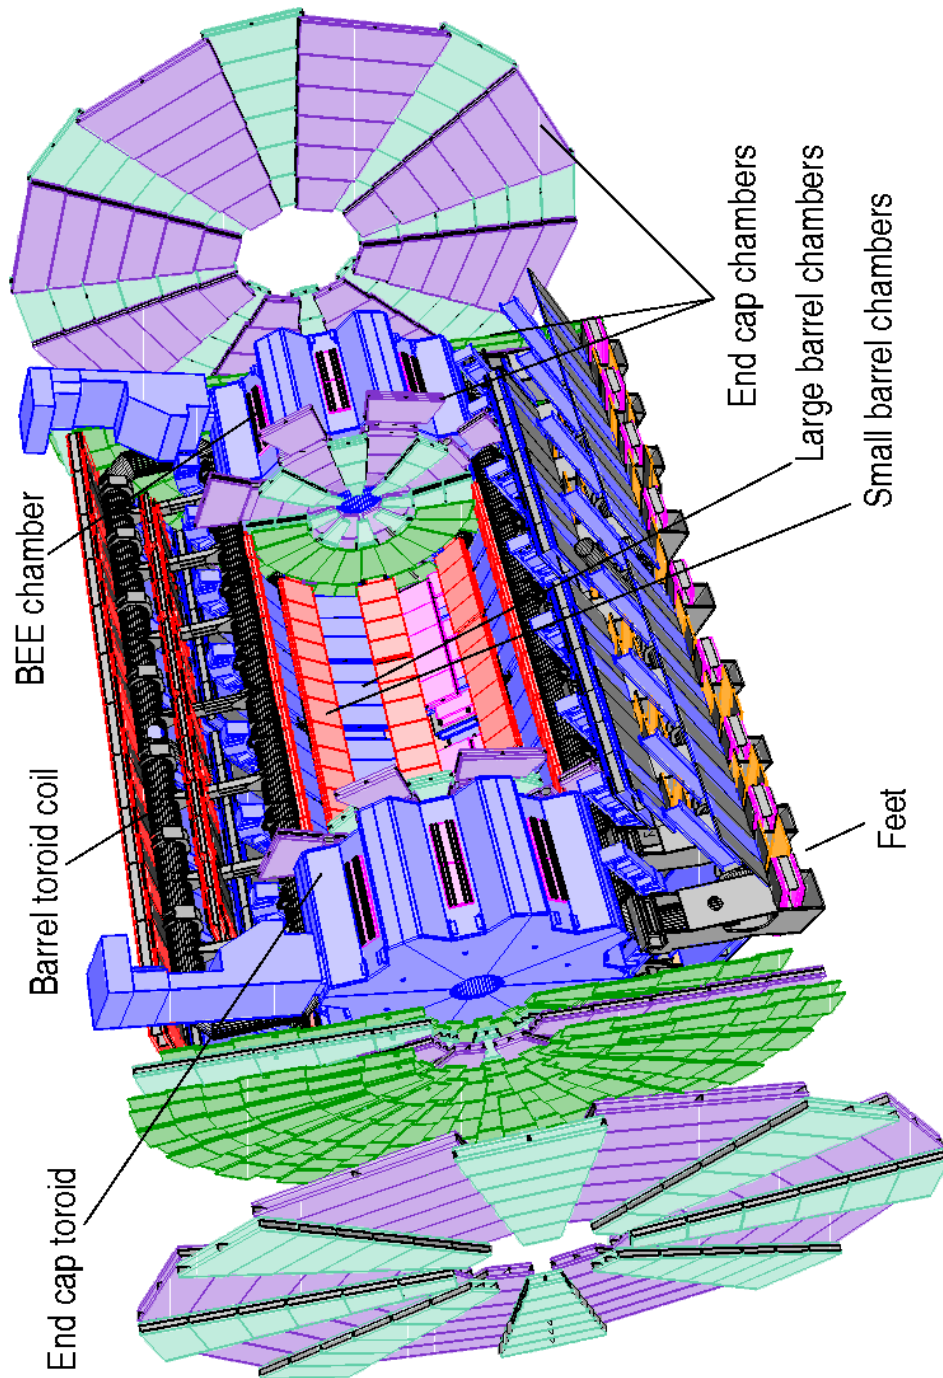 End cap toroid
Barrel toroid coil
BEE chamber
End cap chambers
Large barrel chambers
Small barrel chambers
Feet